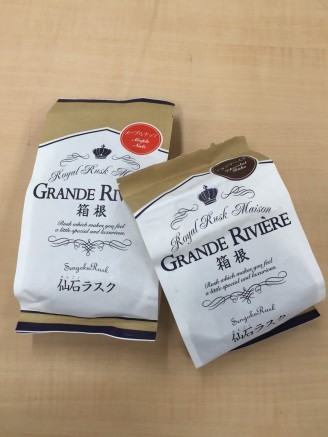 メープルナッツ
Maple
Nuts
Royal Rusk Maison
GRANDE RIVI
箱根
Rusk which makes you feel
a little special and luxurious.
SengokuRusk
仙石ラスク
Royal Rusk Maison
GRANDE RIVIÈRE
箱根
Rusk which makes you feel
a little special and luxurious.
SengokuRusk
仙石ラスク